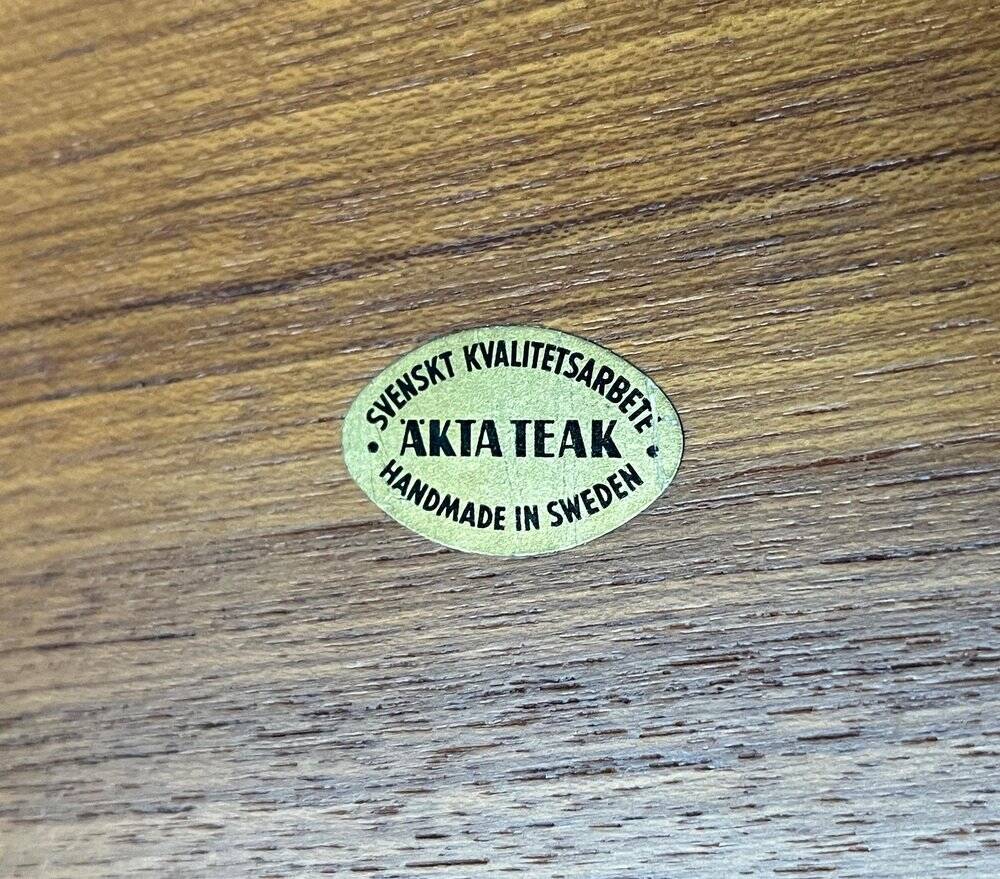 SVENSKT KVALITETSARBETE
• ÄKTA TEAK •
HANDMADE IN SWEDEN